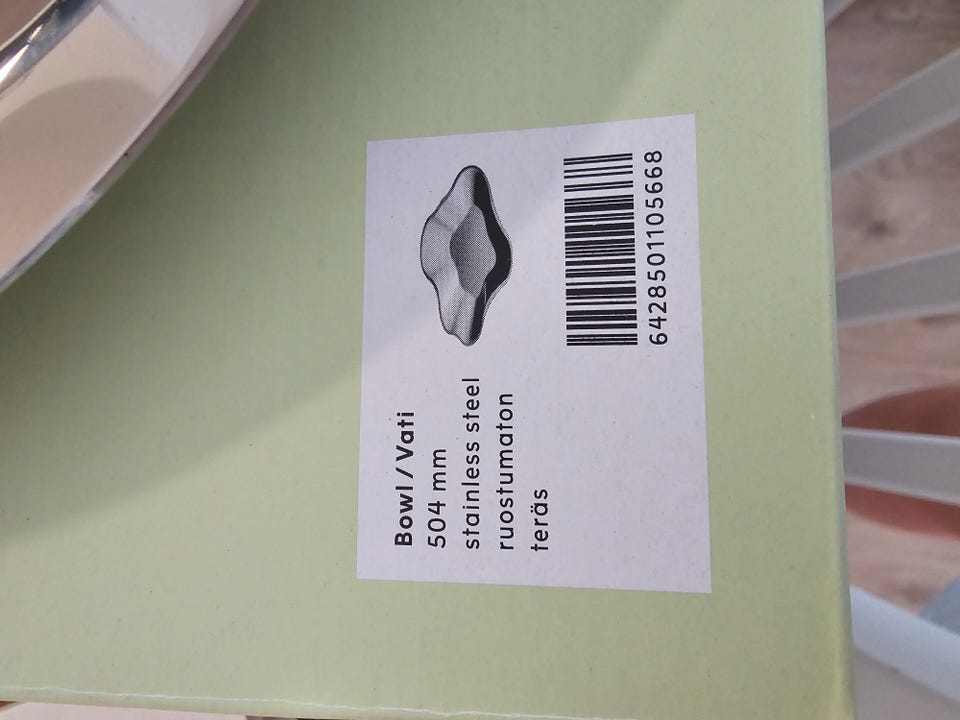 Bowl / Vati
504 mm
stainless steel
ruostumaton
teräs
6428501105668